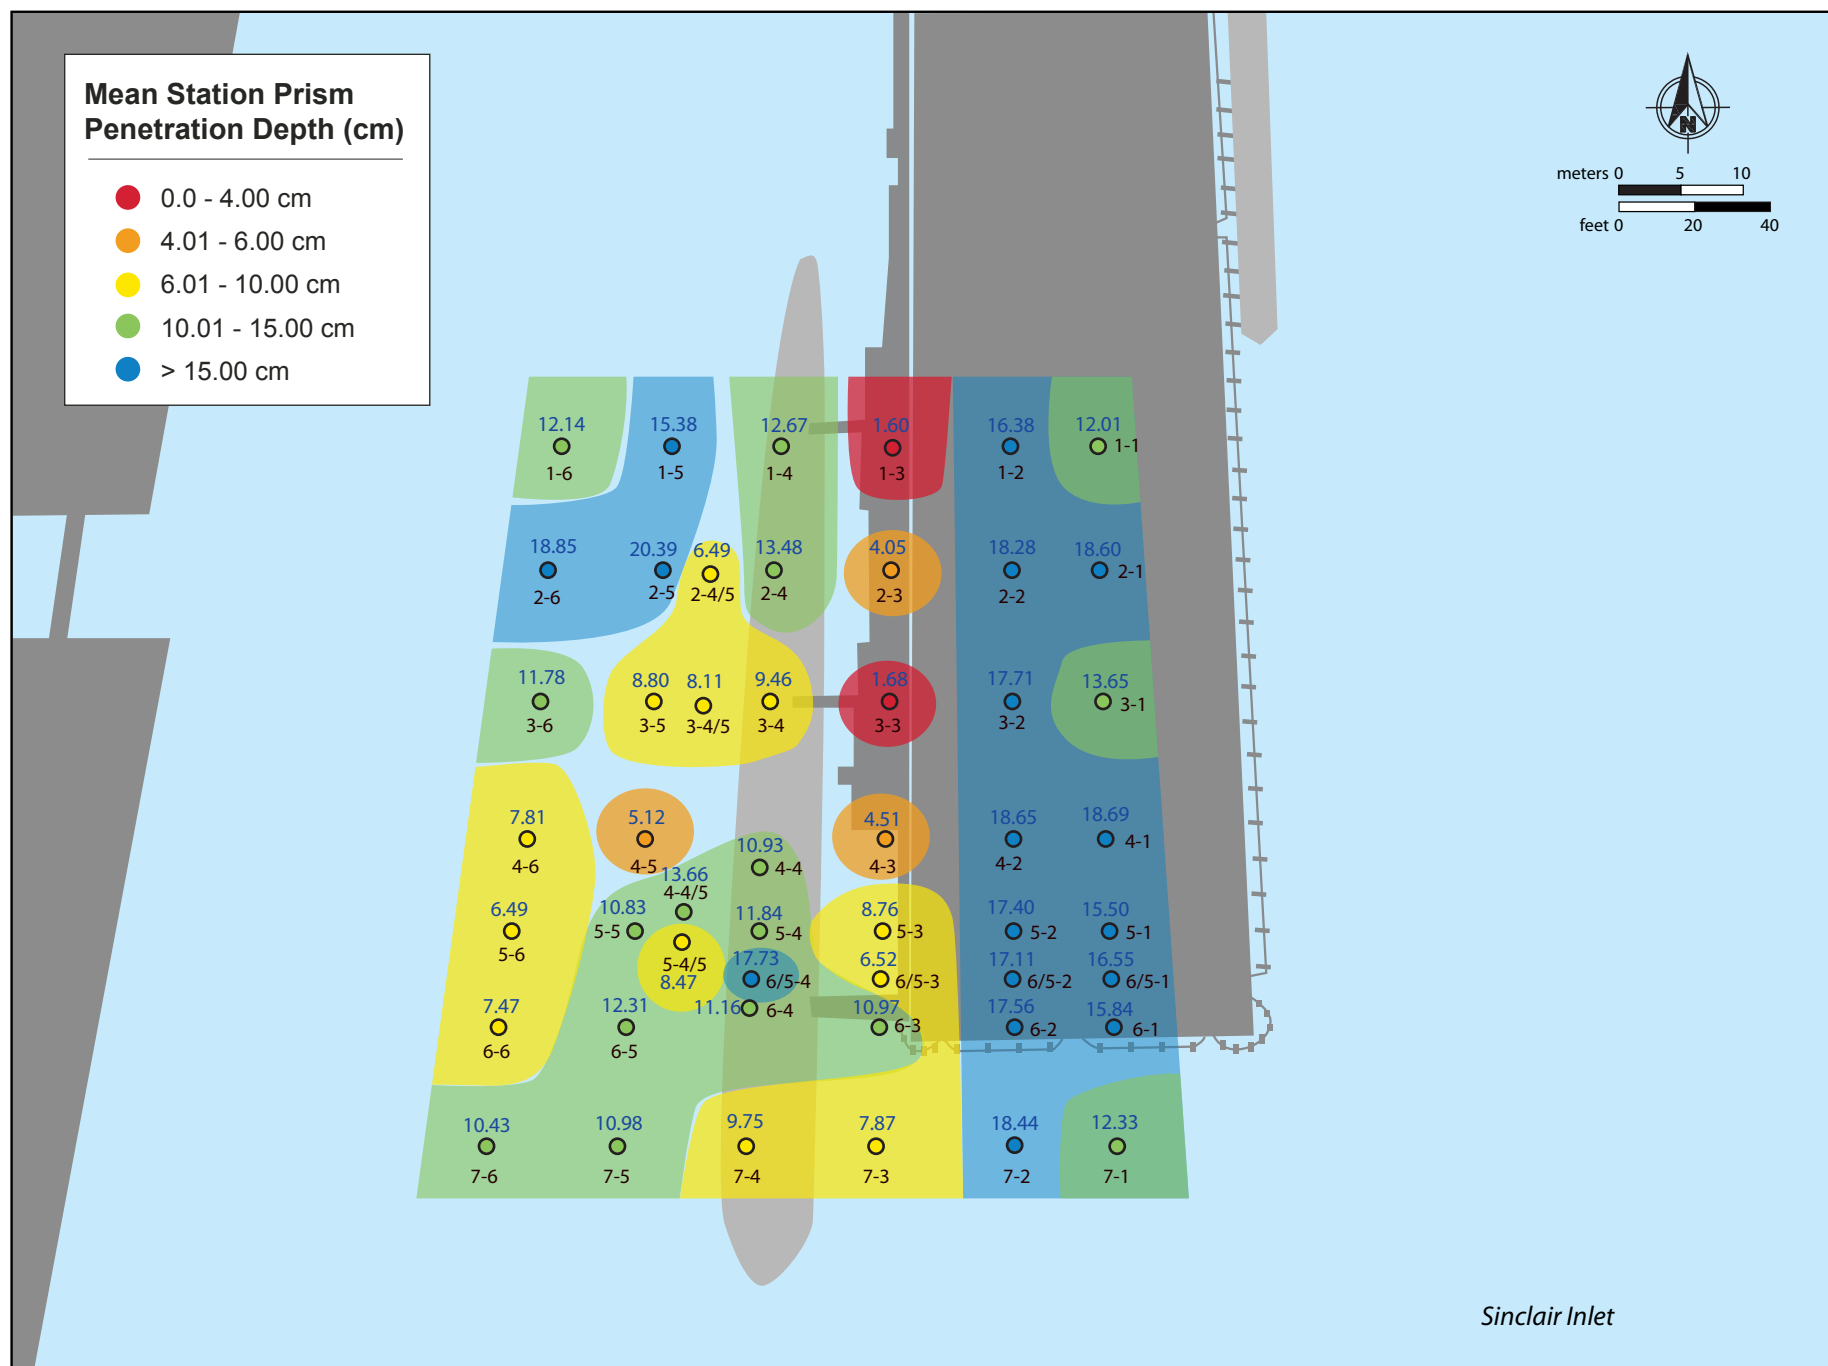 Mean Station Prism
Penetration Depth (cm)
0.0 - 4.00 cm
4.01 - 6.00 cm
6.01 - 10.00 cm
10.01 - 15.00 cm
> 15.00 cm
N
meters 0 5 10
feet 0 20 40
12.14 15.38 12.67 1.60 16.38 12.01
1-6 1-5 1-4 1-3 1-2 1-1
18.85 20.39 6.49 13.48 4.05 18.28 18.60
2-6 2-5 2-4/5 2-4 2-3 2-2 2-1
11.78 8.80 8.11 9.46 1.68 17.71 13.65
3-6 3-5 3-4/5 3-4 3-3 3-2 3-1
7.81 5.12 10.93 4.51 18.65 18.69
4-6 4-5 4-4 4-3 4-2 4-1
13.66
4-4/5
6.49 10.83 11.84 8.76 17.40 15.50
5-6 5-5 5-4 5-3 5-2 5-1
5-4/5
8.47
17.73 6.52 17.11 16.55
6/5-4 6/5-3 6/5-2 6/5-1
7.47 12.31 11.16 10.97 17.56 15.84
6-6 6-5 6-4 6-3 6-2 6-1
10.43 10.98 9.75 7.87 18.44 12.33
7-6 7-5 7-4 7-3 7-2 7-1
Sinclair Inlet